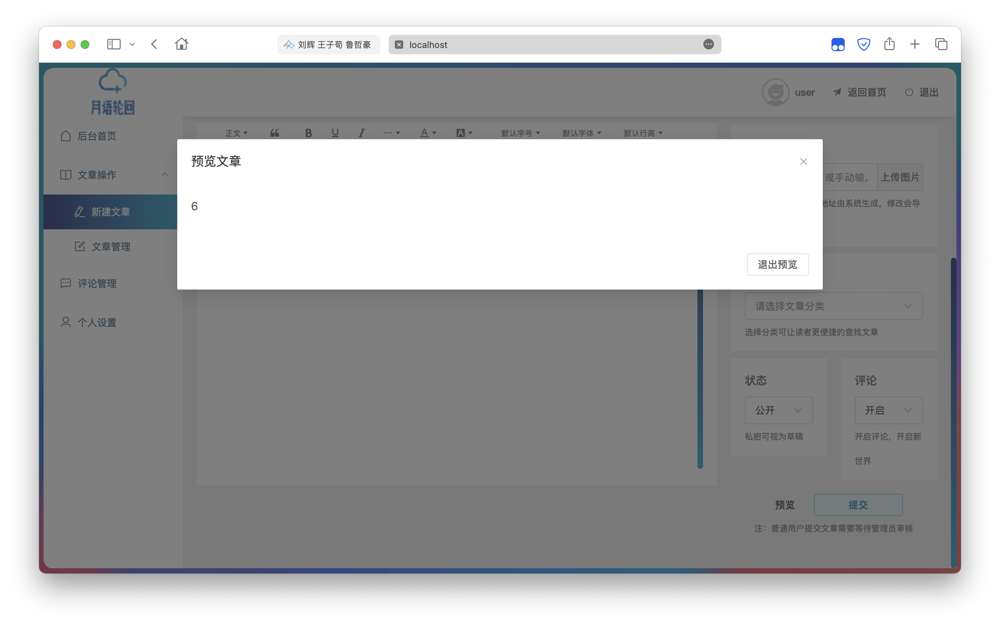 刘辉 王子荀 鲁哲豪
localhost
月语轮回
user
返回首页
退出
后台首页
文章操作
新建文章
文章管理
评论管理
个人设置
正文
B U I
A
A
默认字号
默认字体
默认行高
预览文章
6
退出预览
或手动输
上传图片
地址由系统生成，修改会导
请选择文章分类
选择分类可让读者更便捷的查找文章
状态
公开
私密可视为草稿
评论
开启
开启评论，开启新
世界
预览
提交
注：普通用户提交文章需要等待管理员审核